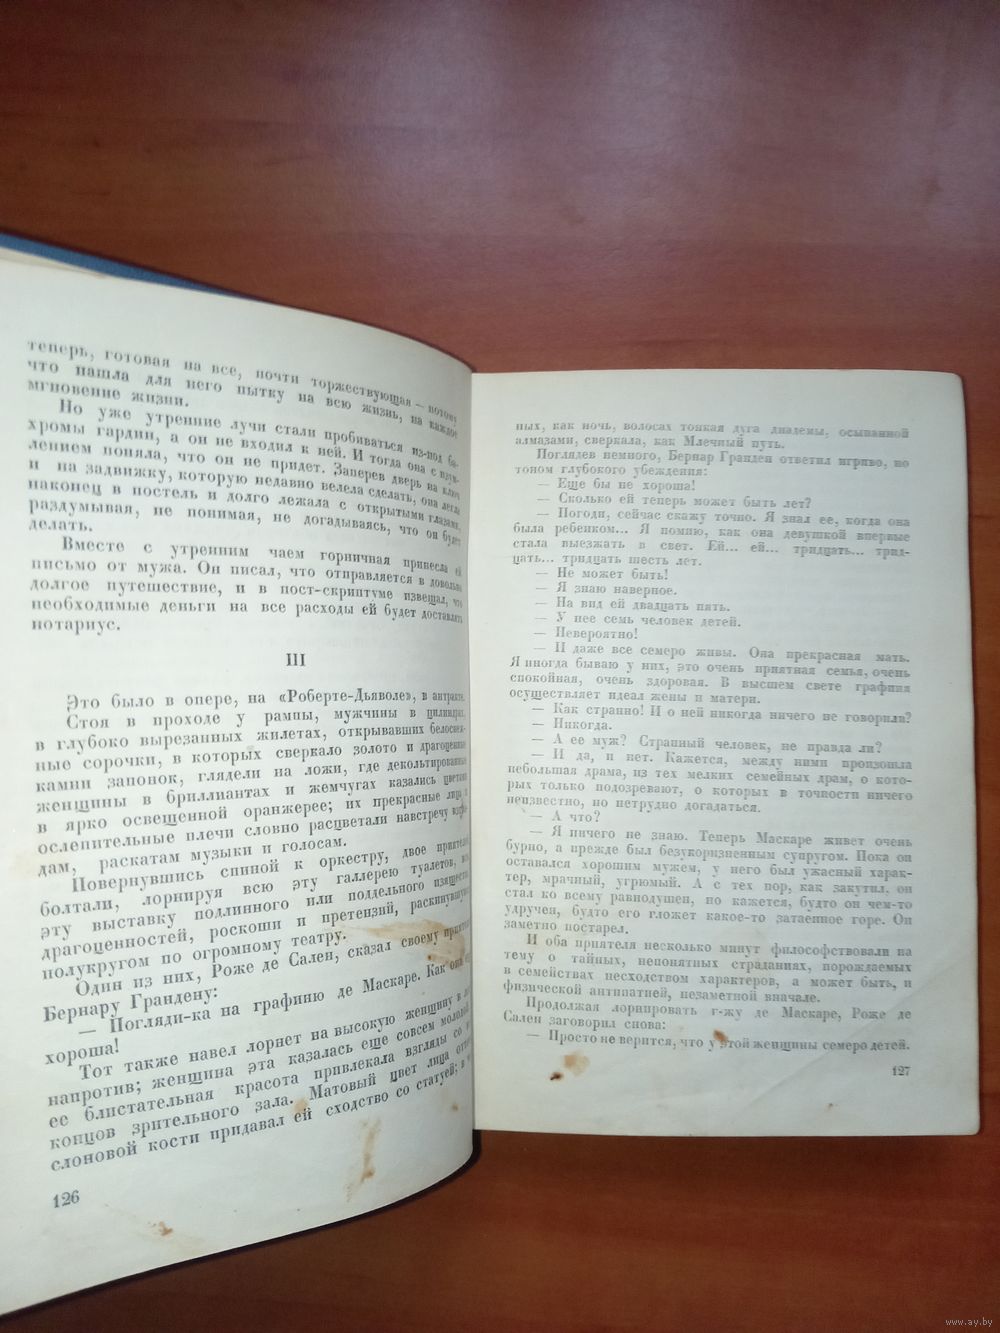 теперь, готовая на все, почти торжествующая — потому
что нашла для него пытку на всю жизнь, на каждое
мгновение жизни.
Но уже утренние лучи стали пробиваться из-под ба-
хромы гардин, а он не входил к ней. И тогда она с изум-
лением поняла, что он не придет. Заперев дверь на ключ
и на задвижку, которую недавно велела сделать, она легла
наконец в постель и долго лежала с открытыми глазами,
раздумывая, не понимая, не догадываясь, что он будет
делать.
Вместе с утренним чаем горничная привесла ей
письмо от мужа. Он писал, что отправляется в довольно
долгое путешествие, и в пост-скриптуме извещал, что
необходимые деньги на все расходы ей будет доставлять
нотариус.
III
Это было в опере, на «Роберте-Дьяволе», в антракте.
Стоя в проходе у рампы, мужчины в цилиндрах,
в глубоко вырезанных жилетах, открывавших белоснеж-
ные сорочки, в которых сверкало золото и драгоценные
камни запонок, глядели на ложи, где декольтированные
женщины в бриллиантах и жемчугах казались цветами
в ярко освещенной оранжерее; их прекрасные лица и
ослепительные плечи словно расцветали навстречу взгля-
дам, раскатам музыки и голосам.
Повернувшись спиной к оркестру, двое приятелей
болтали, лорнируя всю эту галлерею туалетов, всю
эту выставку подлинного или поддельного изящества,
драгоценностей, роскоши и претензий, раскинувшуюся
полукругом по огромному театру.
Один из них, Роже де Сален, сказал своему приятелю
Бернару Грандену:
— Погляди-ка на графиню де Маскаре. Как она
хороша!
Тот также навел лорнет на высокую женщину в
напротив; женщина эта казалась еще совсем молодой,
ее блистательная красота привлекала взгляды со
концов зрительного зала. Матовый цвет лица
слоновой кости придавал ей сходство со статуей; в
126
ных, как ночь, волосах тонкая дуга диадемы, осыпанной
алмазами, сверкала, как Млечный путь.
Поглядев немного, Бернар Гранден ответил игриво, но
тоном глубокого убеждения:
— Еще бы не хороша!
— Сколько ей теперь может быть лет?
— Погоди, сейчас скажу точно. Я знал ее, когда она
была ребенком... Я помню, как она девушкой впервые
стала выезжать в свет. Ей... ей... тридцать... трид-
цать... тридцать шесть лет.
— Не может быть!
— Я знаю наверное.
— На вид ей двадцать пять.
— У нее семь человек детей.
— Невероятно!
— И даже все семеро живы. Она прекрасная мать.
Я иногда бываю у них, это очень приятная семья, очень
спокойная, очень здоровая. В высшем свете графиня
осуществляет идеал жены и матери.
— Как странно! И о ней никогда ничего не говорили?
— Никогда.
— А ее муж? Странный человек, не правда ли?
— И да, и нет. Кажется, между ними произошла
небольшая драма, из тех мелких семейных драм, о кото-
рых только подозревают, о которых в точности ничего
неизвестно, но нетрудно догадаться.
— А что?
— Я ничего не знаю. Теперь Маскаре живет очень
бурно, а прежде был безукоризненным супругом. Пока он
оставался хорошим мужем, у него был ужасный харак-
тер, мрачный, угрюмый. А с тех пор, как закутил, он
стал ко всему равнодушен, но кажется, будто он чем-то
удручен, будто его гложет какое-то затаенное горе. Он
заметно постарел.
И оба приятеля несколько минут философствовали на
тему о тайных, непонятных страданиях, порождаемых
в семействах несходством характеров, а может быть, и
физической антипатией, незаметной вначале.
Продолжая лорнировать г-жу де Маскаре, Роже де
Сален заговорил снова:
— Просто не верится, что у этой женщины семеро детей.
127
www.ay.by